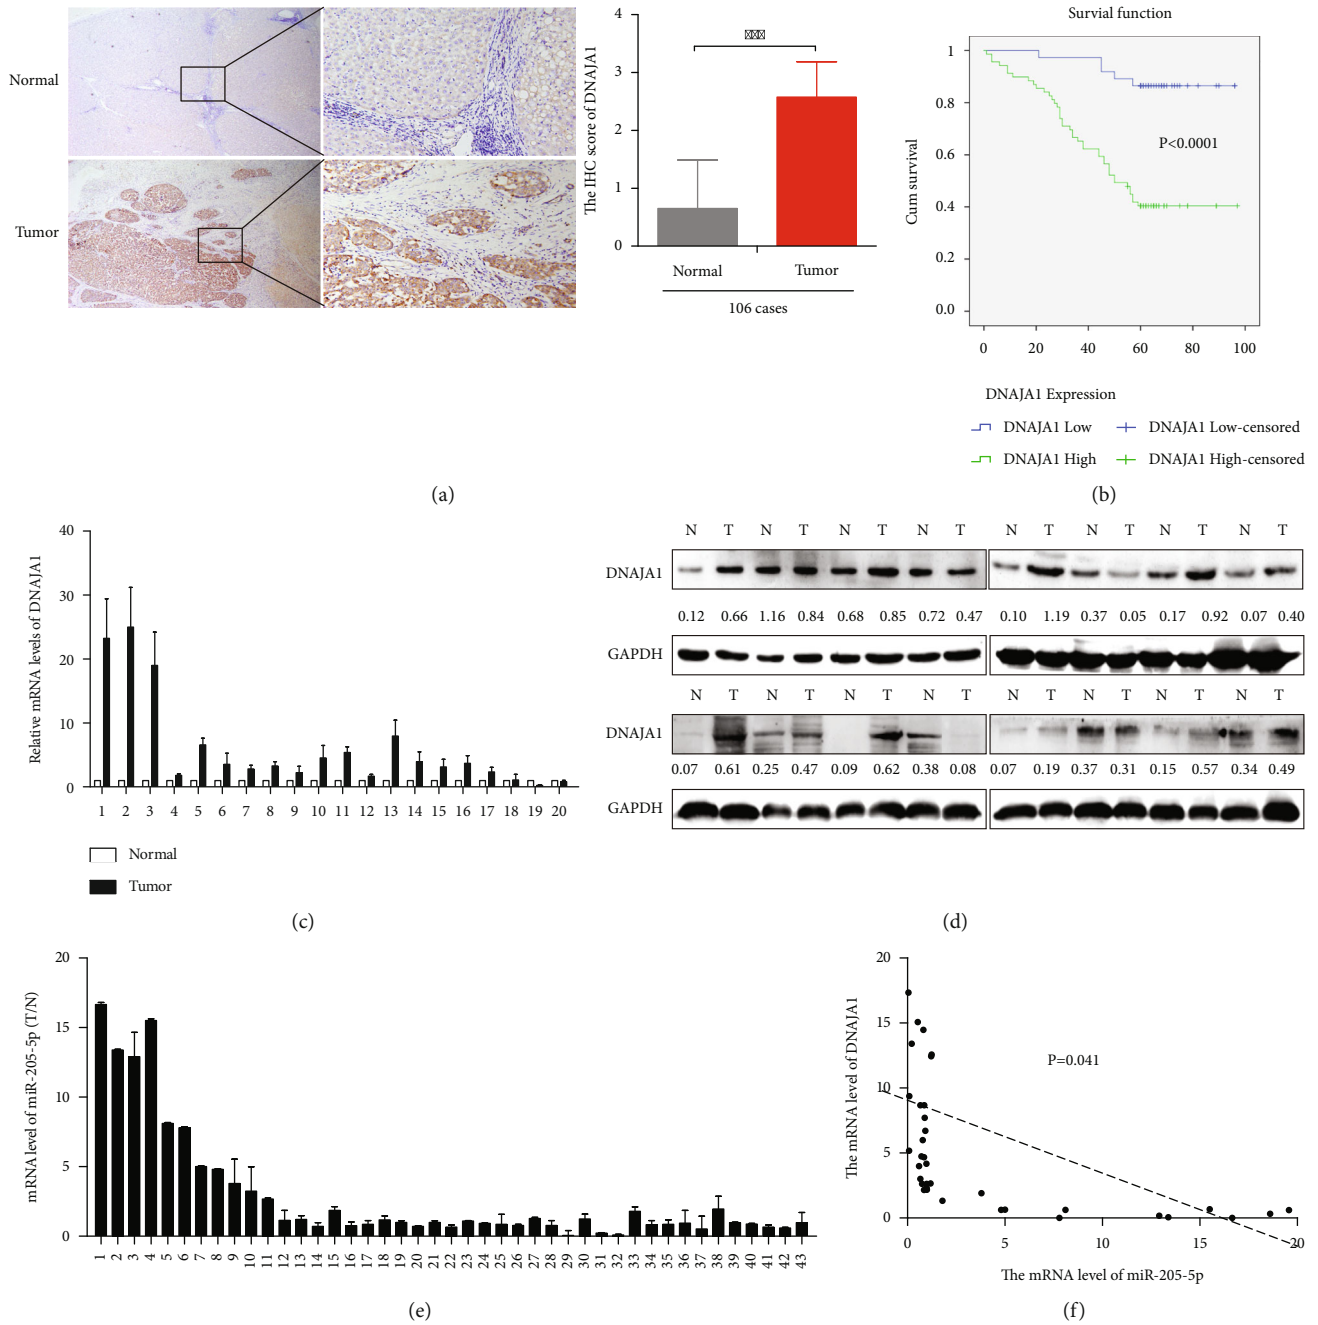 Normal
Tumor
The IHC score of DNAJA1
4
3
2
1
0
Normal Tumor
106 cases
(a)
Survial function
Cum survival
1
0.8
0.6
0.4
0.2
0.0
P<0.0001
0 20 40 60 80 100
DNAJA1 Expression
DNAJA1 Low DNAJA1 Low-censored
DNAJA1 High DNAJA1 High-censored
(b)
Relative mRNA levels of DNAJA1
40
30
20
10
0
1 2 3 4 5 6 7 8 9 10 11 12 13 14 15 16 17 18 19 20
Normal
Tumor
(c)
N T N T N T N T N T N T N T N T
DNAJA1
0.12 0.66 1.16 0.84 0.68 0.85 0.72 0.47 0.10 1.19 0.37 0.05 0.17 0.92 0.07 0.40
GAPDH
N T N T N T N T N T N T N T N T
DNAJA1
0.07 0.61 0.25 0.47 0.09 0.62 0.38 0.08 0.07 0.19 0.37 0.31 0.15 0.57 0.34 0.49
GAPDH
(d)
mRNA level of miR-205-5p (T/N)
20
15
10
5
0
1 2 3 4 5 6 7 8 9 10 11 12 13 14 15 16 17 18 19 20 21 22 23 24 25 26 27 28 29 30 31 32 33 34 35 36 37 38 39 40 41 42 43
(e)
The mRNA level of DNAJA1
20
15
10
5
0
P=0.041
0 5 10 15 20
The mRNA level of miR-205-5p
(f)